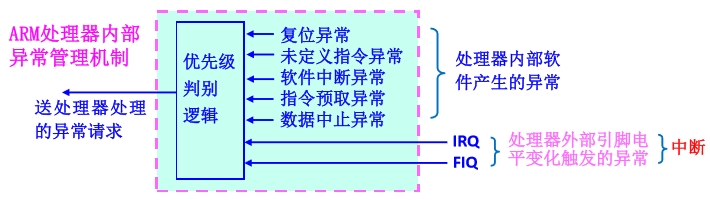 ARM处理器内部
异常管理机制
送处理器处理
的异常请求
优先级
判别
逻辑
复位异常
未定义指令异常
软件中断异常
指令预取异常
数据中止异常
处理器内部软
件产生的异常
IRQ
FIQ
处理器外部引脚电
平变化触发的异常
中断